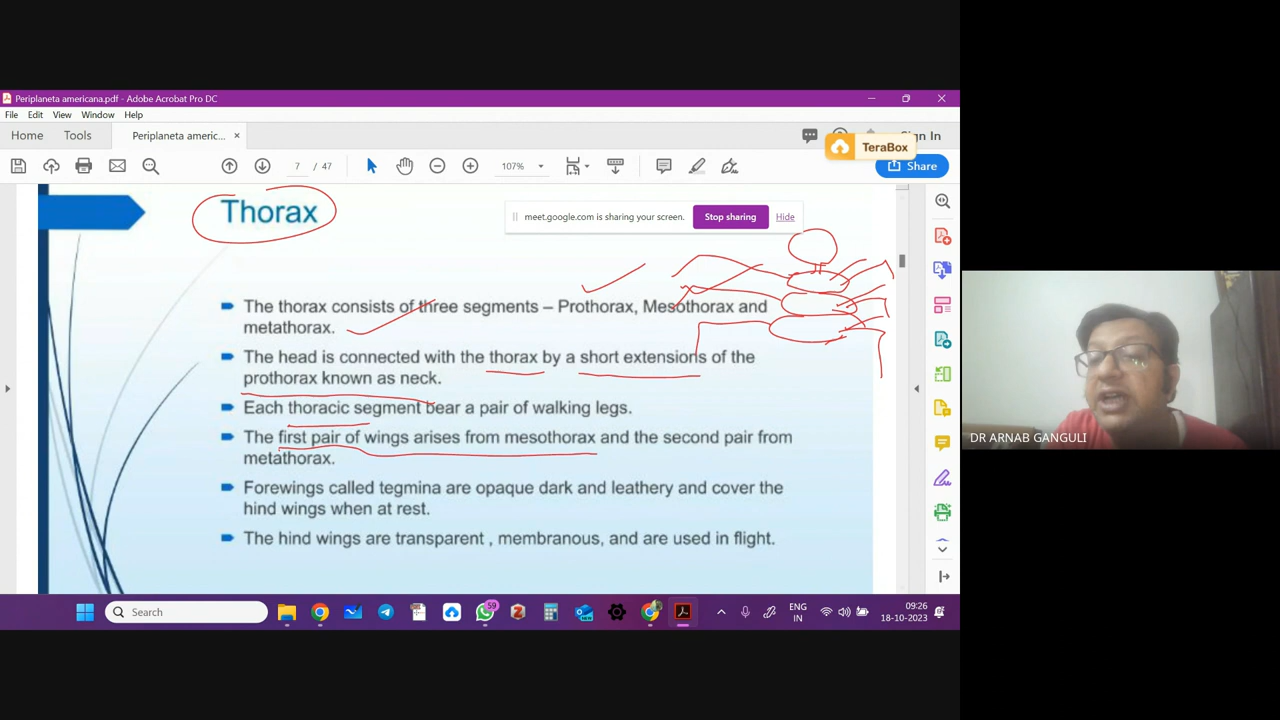 Periplaneta americana.pdf - Adobe Acrobat Pro DC
File Edit View Window Help
Home Tools Periplaneta americ... × Sign In
TeraBox
7 / 47 107% Share
Thorax
meet.google.com is sharing your screen. Stop sharing Hide
The thorax consists of three segments – Prothorax, Mesothorax and
metathorax.
The head is connected with the thorax by a short extensions of the
prothorax known as neck.
Each thoracic segment bear a pair of walking legs.
The first pair of wings arises from mesothorax and the second pair from
metathorax.
Forewings called tegmina are opaque dark and leathery and cover the
hind wings when at rest.
The hind wings are transparent , membranous, and are used in flight.
DR ARNAB GANGULI
Search
59
ENG
IN
09:26
18-10-2023